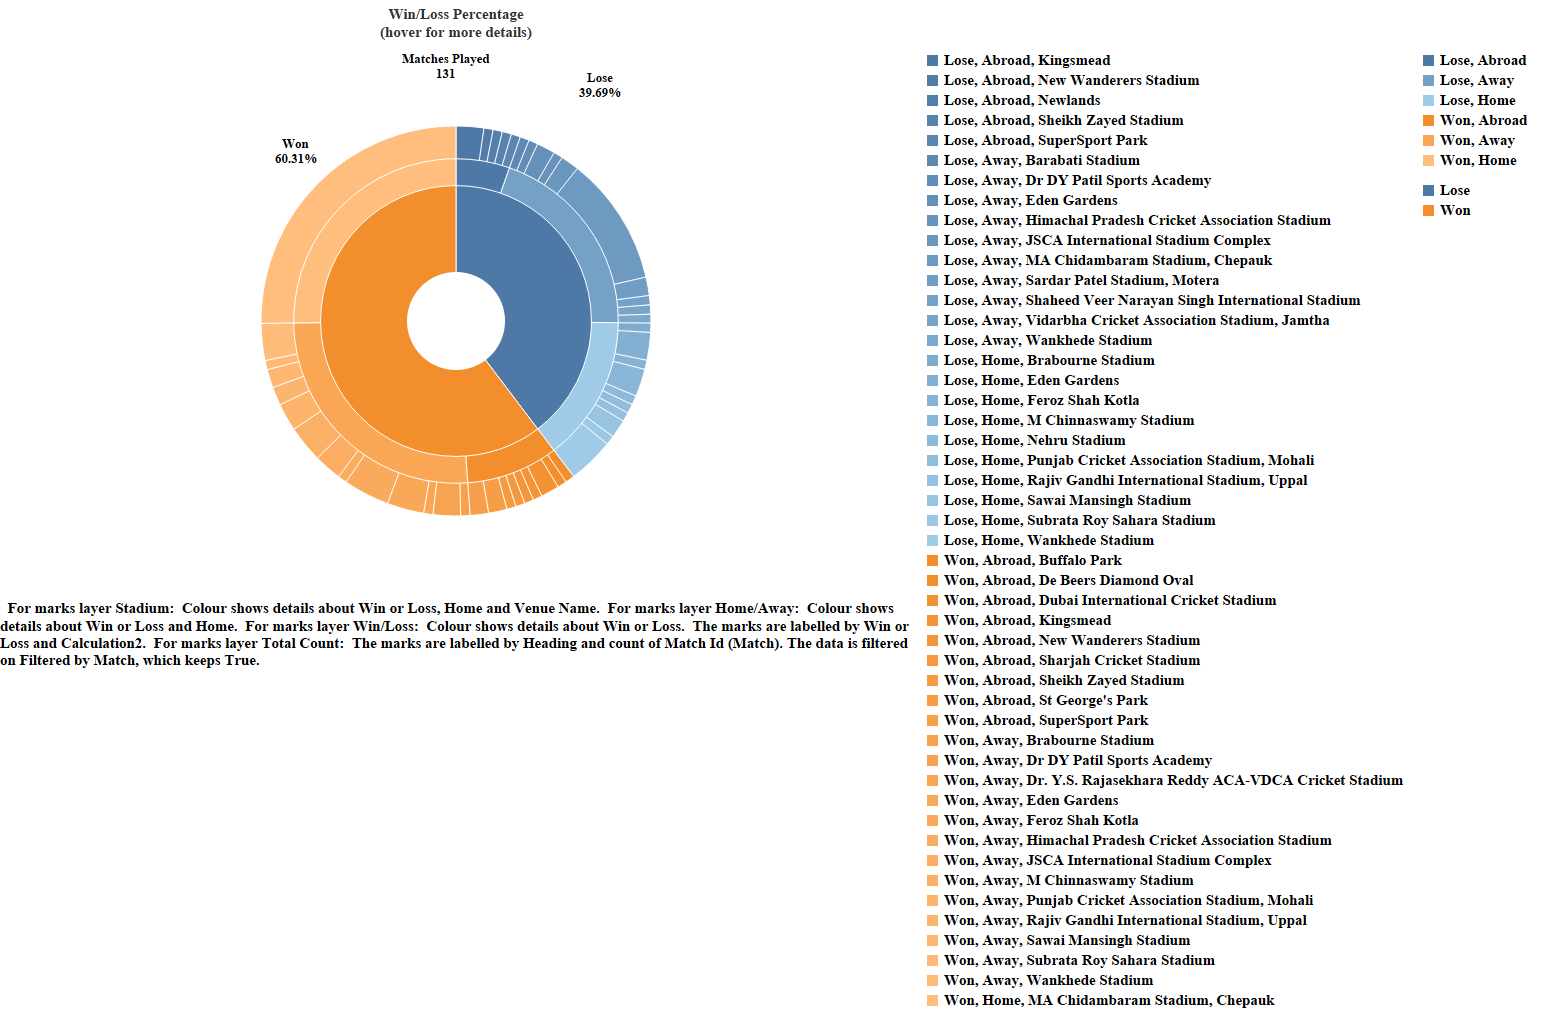 Win/Loss Percentage
(hover for more details)
Matches Played
131
Lose
39.69%
Won
60.31%
For marks layer Stadium:  Colour shows details about Win or Loss, Home and Venue Name.  For marks layer Home/Away:  Colour shows
details about Win or Loss and Home.  For marks layer Win/Loss:  Colour shows details about Win or Loss.  The marks are labelled by Win or
Loss and Calculation2.  For marks layer Total Count:  The marks are labelled by Heading and count of Match Id (Match). The data is filtered
on Filtered by Match, which keeps True.
Lose, Abroad, Kingsmead
Lose, Abroad, New Wanderers Stadium
Lose, Abroad, Newlands
Lose, Abroad, Sheikh Zayed Stadium
Lose, Abroad, SuperSport Park
Lose, Away, Barabati Stadium
Lose, Away, Dr DY Patil Sports Academy
Lose, Away, Eden Gardens
Lose, Away, Himachal Pradesh Cricket Association Stadium
Lose, Away, JSCA International Stadium Complex
Lose, Away, MA Chidambaram Stadium, Chepauk
Lose, Away, Sardar Patel Stadium, Motera
Lose, Away, Shaheed Veer Narayan Singh International Stadium
Lose, Away, Vidarbha Cricket Association Stadium, Jamtha
Lose, Away, Wankhede Stadium
Lose, Home, Brabourne Stadium
Lose, Home, Eden Gardens
Lose, Home, Feroz Shah Kotla
Lose, Home, M Chinnaswamy Stadium
Lose, Home, Nehru Stadium
Lose, Home, Punjab Cricket Association Stadium, Mohali
Lose, Home, Rajiv Gandhi International Stadium, Uppal
Lose, Home, Sawai Mansingh Stadium
Lose, Home, Subrata Roy Sahara Stadium
Lose, Home, Wankhede Stadium
Won, Abroad, Buffalo Park
Won, Abroad, De Beers Diamond Oval
Won, Abroad, Dubai International Cricket Stadium
Won, Abroad, Kingsmead
Won, Abroad, New Wanderers Stadium
Won, Abroad, Sharjah Cricket Stadium
Won, Abroad, Sheikh Zayed Stadium
Won, Abroad, St George's Park
Won, Abroad, SuperSport Park
Won, Away, Brabourne Stadium
Won, Away, Dr DY Patil Sports Academy
Won, Away, Dr. Y.S. Rajasekhara Reddy ACA-VDCA Cricket Stadium
Won, Away, Eden Gardens
Won, Away, Feroz Shah Kotla
Won, Away, Himachal Pradesh Cricket Association Stadium
Won, Away, JSCA International Stadium Complex
Won, Away, M Chinnaswamy Stadium
Won, Away, Punjab Cricket Association Stadium, Mohali
Won, Away, Rajiv Gandhi International Stadium, Uppal
Won, Away, Sawai Mansingh Stadium
Won, Away, Subrata Roy Sahara Stadium
Won, Away, Wankhede Stadium
Won, Home, MA Chidambaram Stadium, Chepauk
Lose, Abroad
Lose, Away
Lose, Home
Won, Abroad
Won, Away
Won, Home
Lose
Won